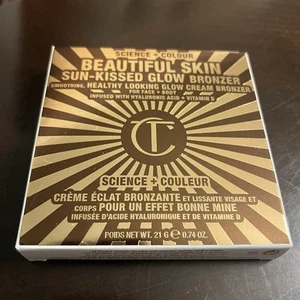 SCIENCE + COLOUR
BEAUTIFUL SKIN
SUN-KISSED GLOW BRONZER
SMOOTHING, HEALTHY LOOKING GLOW CREAM BRONZER
FOR FACE + BODY
INFUSED WITH HYALURONIC ACID + VITAMIN D
CT
SCIENCE + COULEUR
CRÈME ÉCLAT BRONZANTE ET LISSANTE VISAGE ET
CORPS POUR UN EFFET BONNE MINE
INFUSÉE D'ACIDE HYALURONIQUE ET DE VITAMINE D
POIDS NET WT. 21 G ℮ 0.74 OZ.